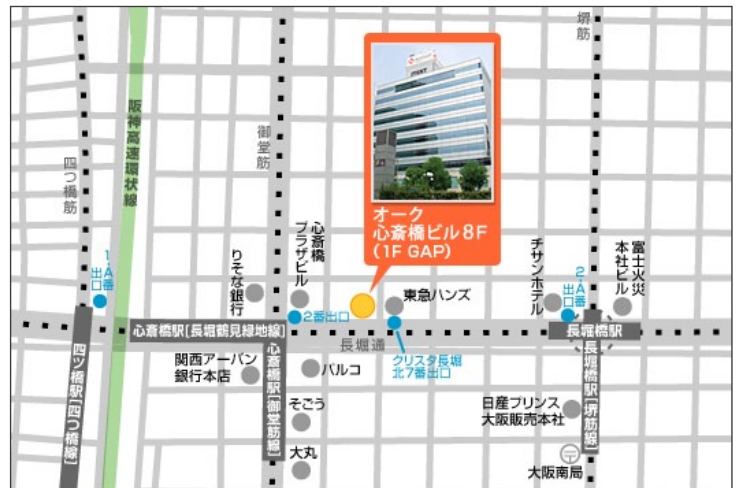 堺筋
阪神高速環状線
御堂筋
四つ橋筋
オーク
心斎橋ビル8F
(1F GAP)
1-A番
出口
りそな銀行
心斎橋
プラザビル
2番出口
東急ハンズ
チサンホテル
2-A番
出口
富士火災
本社ビル
心斎橋駅[長堀鶴見緑地線]
長堀通
長堀橋駅
四ツ橋駅[四つ橋線]
関西アーバン
銀行本店
心斎橋駅[御堂筋線]
パルコ
クリスタ長堀
北7番出口
長堀橋駅[堺筋線]
そごう
日産プリンス
大阪販売本社
大丸
〒
大阪南局